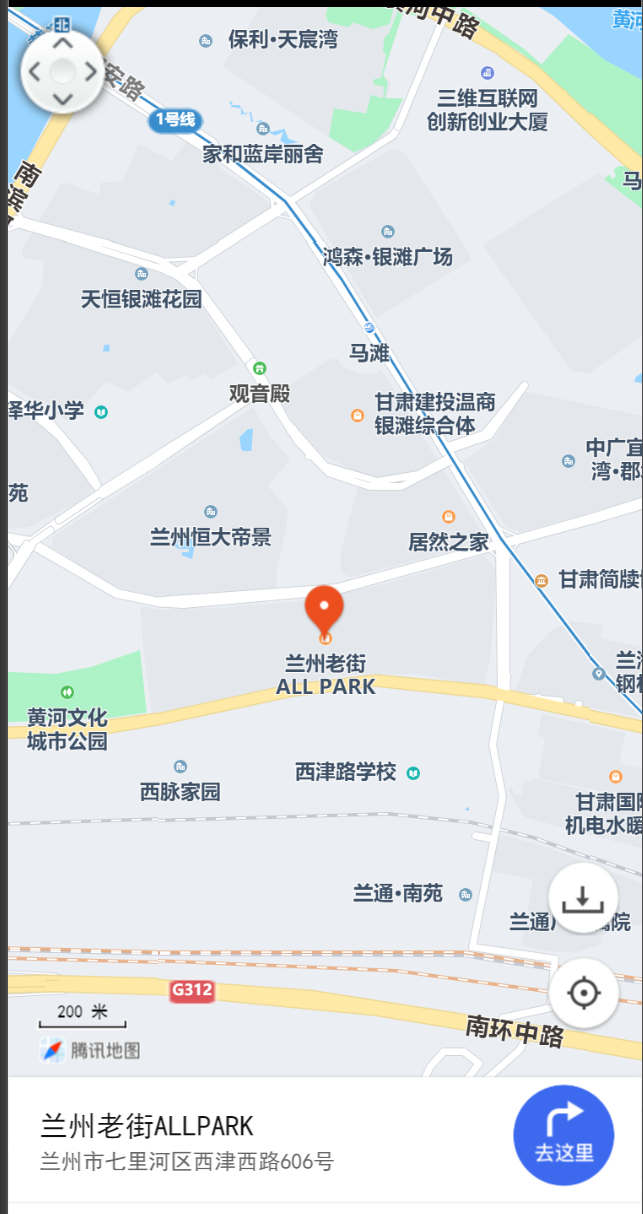 北
保利·天宸湾
黄河中路
黄河
安路
三维互联网
创新创业大厦
1号线
家和蓝岸丽舍
南滨
马
鸿森·银滩广场
天恒银滩花园
马滩
观音殿
甘肃建投温商
银滩综合体
泽华小学
中广宜
湾·郡
苑
兰州恒大帝景
居然之家
甘肃简牍
兰州老街
ALL PARK
钢材
黄河文化
城市公园
西津路学校
西脉家园
甘肃国际
机电水暖
兰通·南苑
兰通
院
G312
南环中路
200 米
腾讯地图
兰州老街ALLPARK
兰州市七里河区西津西路606号
去这里